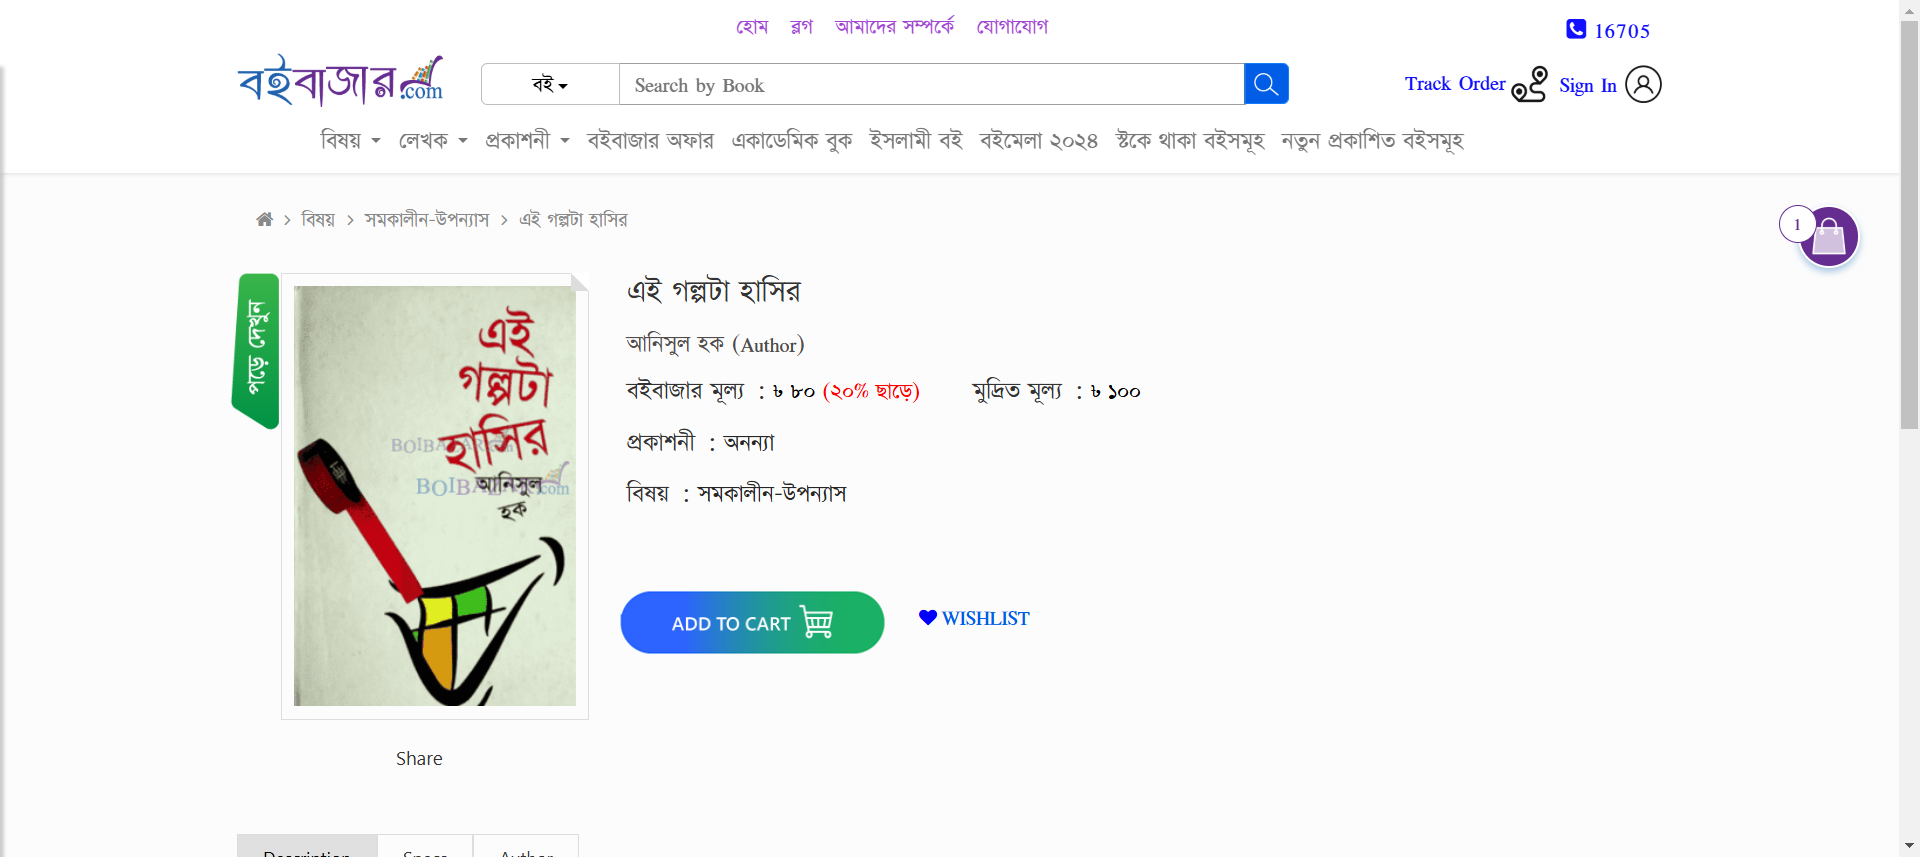 হোম ব্লগ আমাদের সম্পর্কে যোগাযোগ
16705
বইবাজার.com
বই
Search by Book
Track Order
Sign In
বিষয় লেখক প্রকাশনী বইবাজার অফার একাডেমিক বুক ইসলামী বই বইমেলা ২০২৪ স্টকে থাকা বইসমূহ নতুন প্রকাশিত বইসমূহ
বিষয় > সমকালীন-উপন্যাস > এই গল্পটা হাসির
1
পড়ে দেখুন
এই
গল্পটা
হাসির
BOIBAZAR.com
আনিসুল
হক
এই গল্পটা হাসির
আনিসুল হক (Author)
বইবাজার মূল্য : ৳ ৮০ (২০% ছাড়ে) মুদ্রিত মূল্য : ৳ ১০০
প্রকাশনী : অনন্যা
বিষয় : সমকালীন-উপন্যাস
ADD TO CART
WISHLIST
Share
Description Specs Author